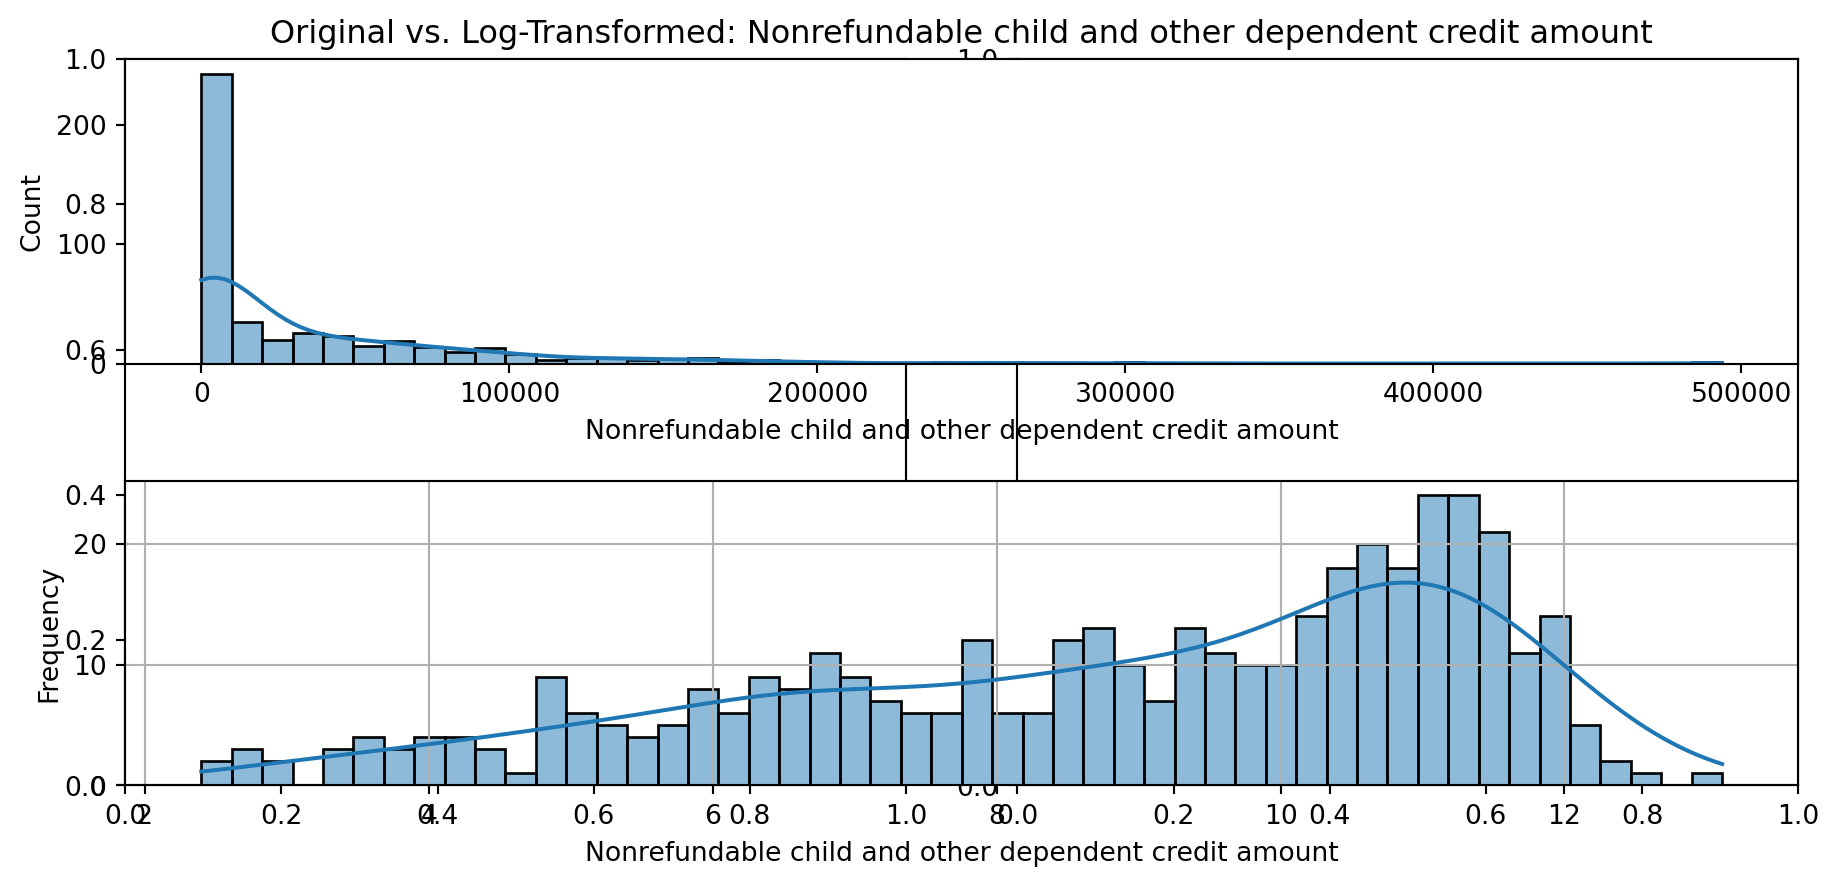 Original vs. Log-Transformed: Nonrefundable child and other dependent credit amount
1.0
1.0
200
Count
0.8
100
0.6
0
0 100000 200000 300000 400000 500000
Nonrefundable child and other dependent credit amount
0.4
20
Frequency
0.2
10
0.0
0
0.0
0.0 2 0.2 4 0.4 0.6 6 0.8 1.0 8 0.0 0.2 10 0.4 0.6 12 0.8 1.0
Nonrefundable child and other dependent credit amount